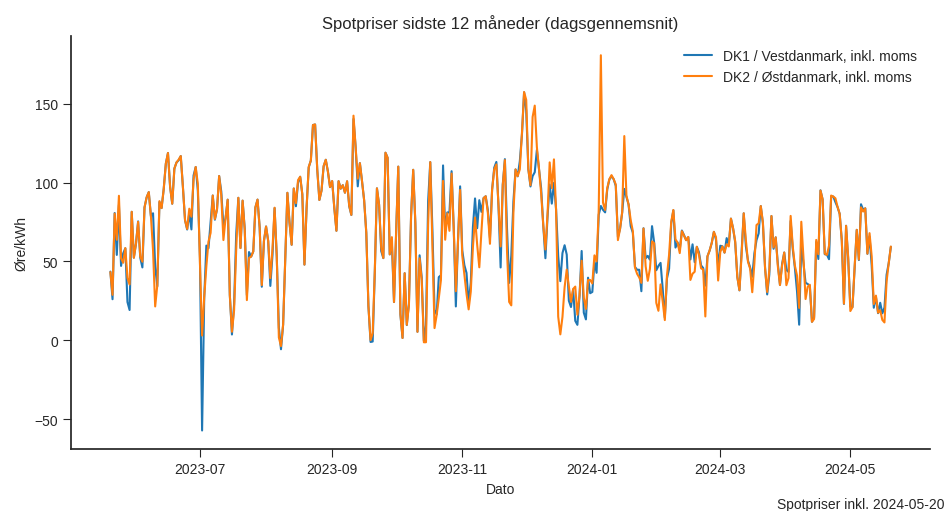 Spotpriser sidste 12 måneder (dagsgennemsnit)
DK1 / Vestdanmark, inkl. moms
DK2 / Østdanmark, inkl. moms
150
100
50
0
−50
Øre/kWh
2023-07
2023-09
2023-11
2024-01
2024-03
2024-05
Dato
Spotpriser inkl. 2024-05-20